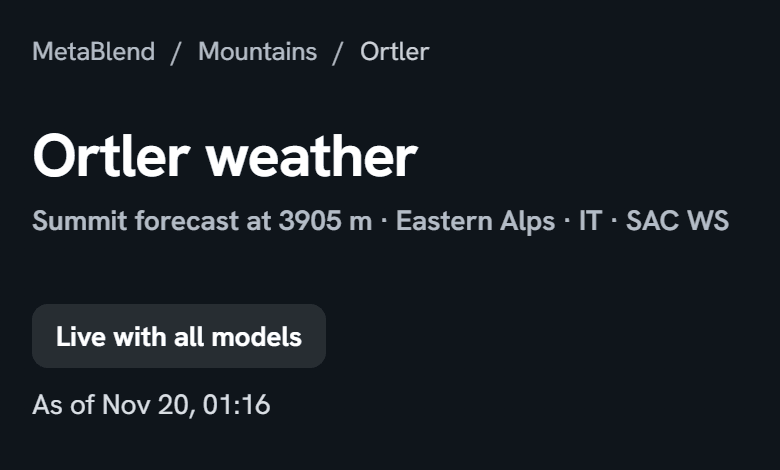 MetaBlend / Mountains / Ortler
Ortler weather
Summit forecast at 3905 m · Eastern Alps · IT · SAC WS
Live with all models
As of Nov 20, 01:16